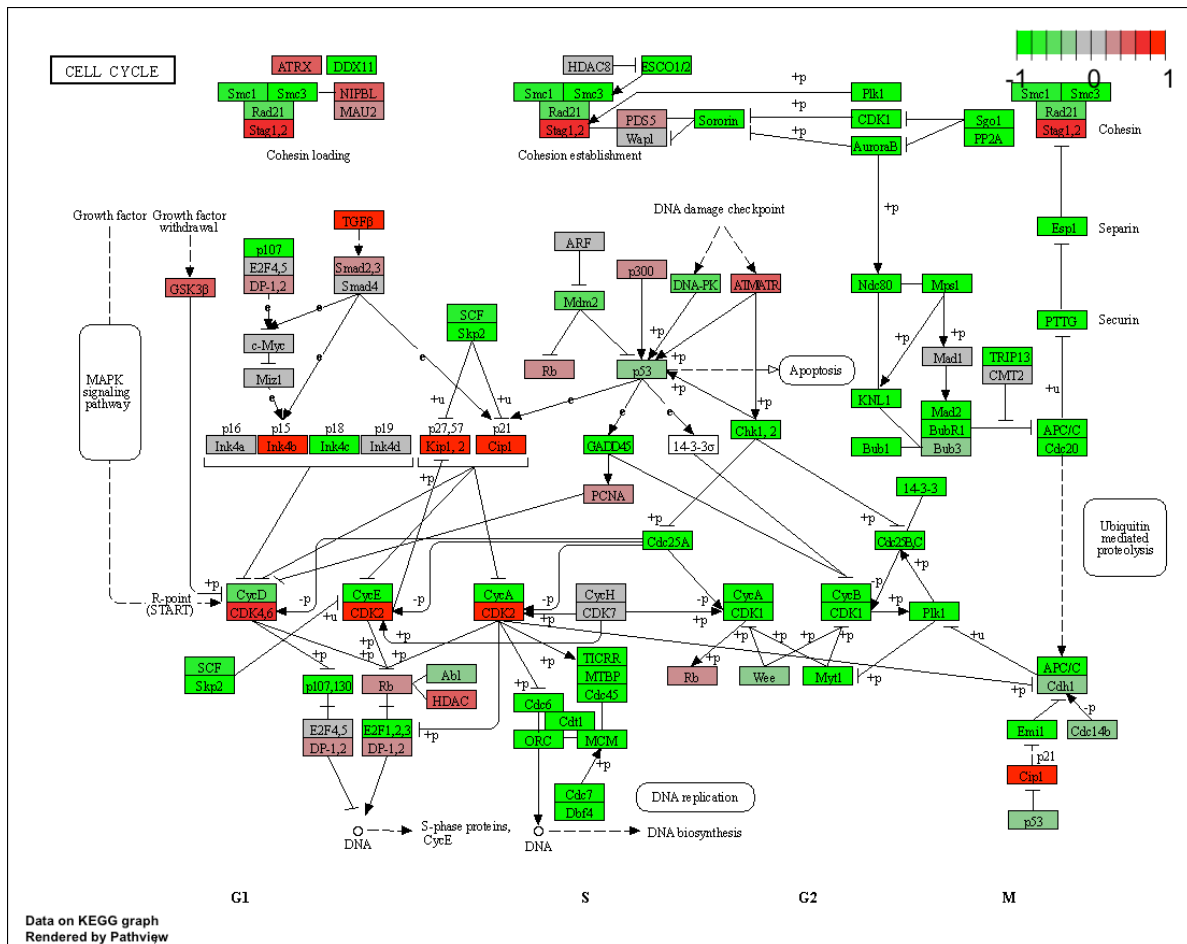 CELL CYCLE
ATRX
DDX11
Smc1
Smc3
NIPBL
Rad21
MAU2
Stag1,2
Cohesin loading
HDAC8
ESCO1/2
Smc1
Smc3
Rad21
Stag1,2
PDS5
Wapl
Sororin
Cohesion establishment
+p
Plk1
+p
CDK1
+p
AuroraB
Sgo1
PP2A
-1
0
1
Smc1
Smc3
Rad21
Stag1,2
Cohesin
Growth factor
Growth factor
withdrawal
TGFβ
DNA damage checkpoint
+p
Esp1
Separin
p107
E2F4,5
DP-1,2
Smad2,3
Smad4
GSK3β
ARF
p300
DNA-PK
ATM/ATR
Ndc80
Mps1
Mdm2
SCF
Skp2
e
e
+p
+p
+p
+p
+p
PTTG
Securin
c-Myc
Miz1
MAPK
signaling
pathway
Rb
p53
Apoptosis
Mad1
TRIP13
CMT2
+u
KNL1
e
e
e
+u
+u
e
e
e
+p
p16
p15
p18
p19
p27,57
p21
Ink4a
Ink4b
Ink4c
Ink4d
Kip1, 2
Cip1
GADD45
14-3-3σ
Chk1, 2
Mad2
BubR1
Bub3
Bub1
APC/C
Cdc20
+p
PCNA
14-3-3
+p
+p
Cdc25A
Cdc25B,C
Ubiquitin
mediated
proteolysis
R-point
(START)
+p
CycD
CDK4,6
-p
CycE
CDK2
-p
CycA
CDK2
-p
+p
CycH
CDK7
-p
+p
CycA
CDK1
CycB
CDK1
-p
+p
Plk1
+u
+p
+p
+p
+p
+p
+p
+p
+p
+p
+p
+u
SCF
Skp2
p107,130
Rb
Abl
HDAC
TICRR
MTBP
Cdc45
Rb
Wee
Myt1
+p
+p
APC/C
Cdh1
-p
E2F4,5
DP-1,2
E2F1,2,3
DP-1,2
+p
Cdc6
Cdt1
ORC
MCM
+p
Emi1
Cdc14b
p21
Cip1
Cdc7
Dbf4
DNA replication
p53
DNA
S-phase proteins,
CycE
DNA
DNA biosynthesis
G1
S
G2
M
Data on KEGG graph
Rendered by Pathview